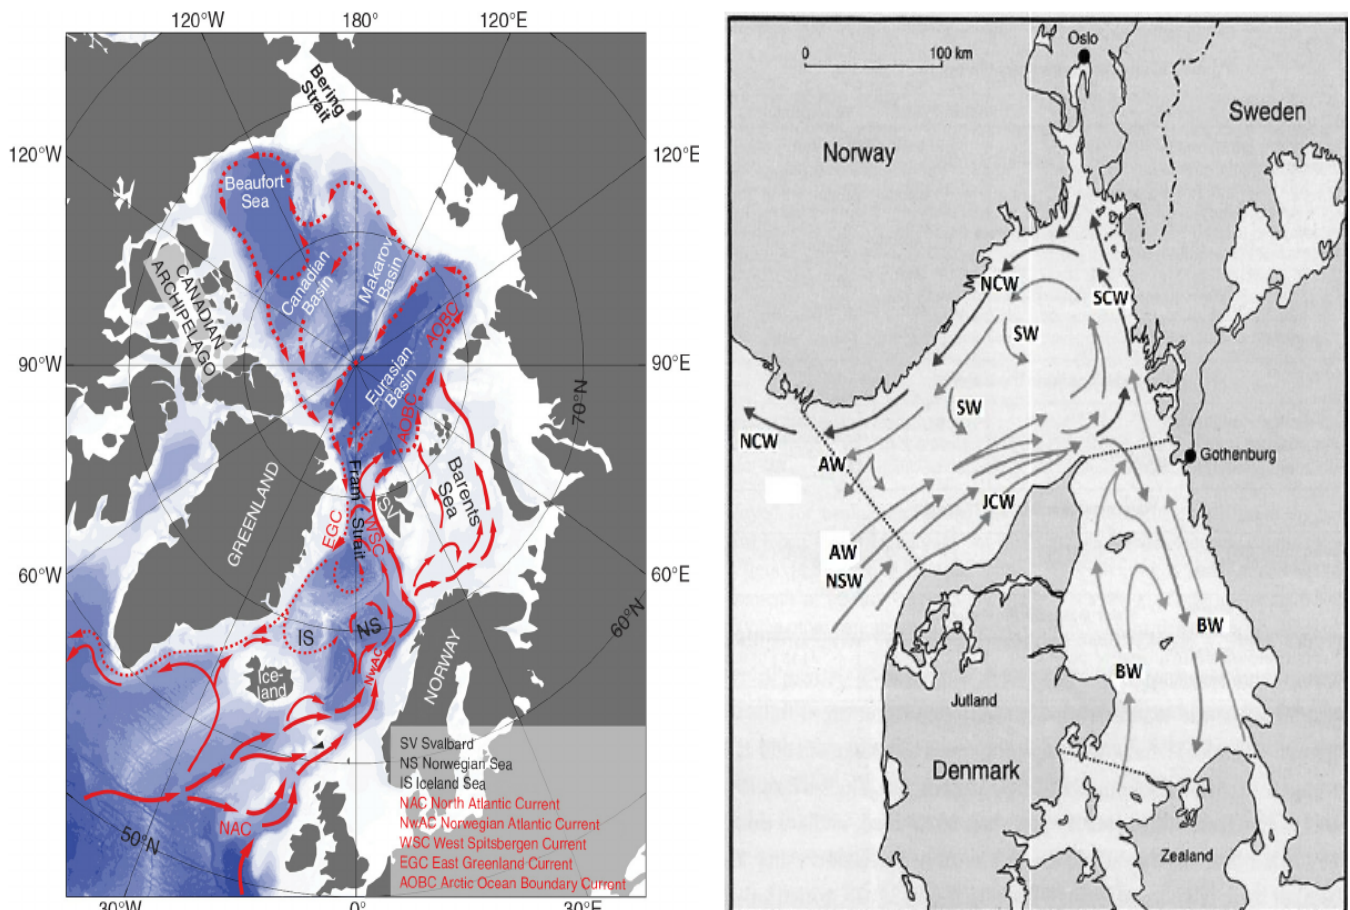 120°W
180°
120°E
Bering
Strait
120°W
120°E
Beaufort
Sea
Canadian
Basin
Makarov
Basin
CANADIAN
ARCHIPELAGO
AOBC
90°W
90°E
Eurasian
Basin
70°N
AOBC
Fram
Strait
SV
Barents
Sea
GREENLAND
EGC
WSC
60°W
60°E
60°N
IS
NS
NwAC
NORWAY
Ice-
land
NAC
50°N
SV Svalbard
NS Norwegian Sea
IS Iceland Sea
NAC North Atlantic Current
NwAC Norwegian Atlantic Current
WSC West Spitsbergen Current
EGC East Greenland Current
AOBC Arctic Ocean Boundary Current
30°W
0°
30°E
Oslo
0
100 km
Sweden
Norway
NCW
SCW
SW
SW
NCW
AW
Gothenburg
JCW
AW
NSW
BW
BW
Jutland
Denmark
Zealand